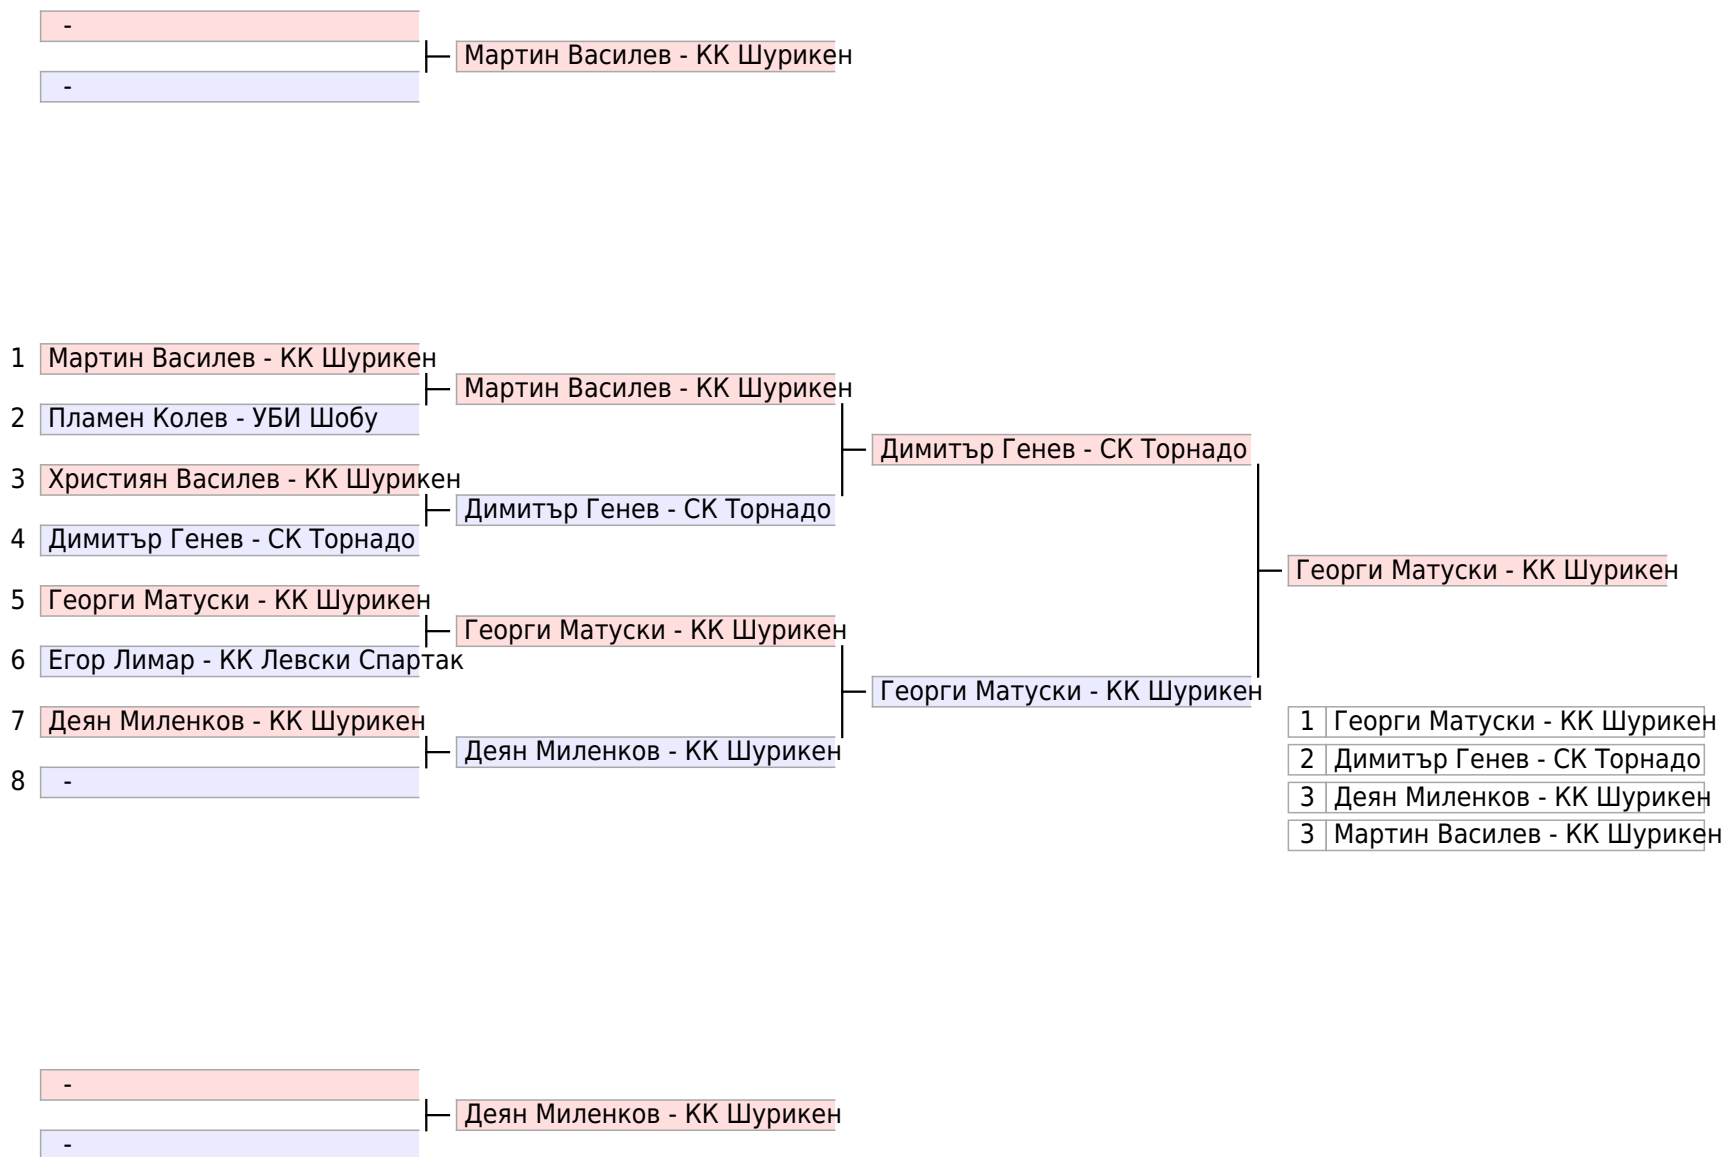 -
Мартин Василев - КК Шурикен
-
1 Мартин Василев - КК Шурикен
Мартин Василев - КК Шурикен
2 Пламен Колев - УБИ Шобу
Димитър Генев - СК Торнадо
3 Християн Василев - КК Шурикен
Димитър Генев - СК Торнадо
4 Димитър Генев - СК Торнадо
Георги Матуски - КК Шурикен
5 Георги Матуски - КК Шурикен
Георги Матуски - КК Шурикен
6 Егор Лимар - КК Левски Спартак
Георги Матуски - КК Шурикен
7 Деян Миленков - КК Шурикен
Деян Миленков - КК Шурикен
8 -
1 Георги Матуски - КК Шурикен
2 Димитър Генев - СК Торнадо
3 Деян Миленков - КК Шурикен
3 Мартин Василев - КК Шурикен
-
Деян Миленков - КК Шурикен
-